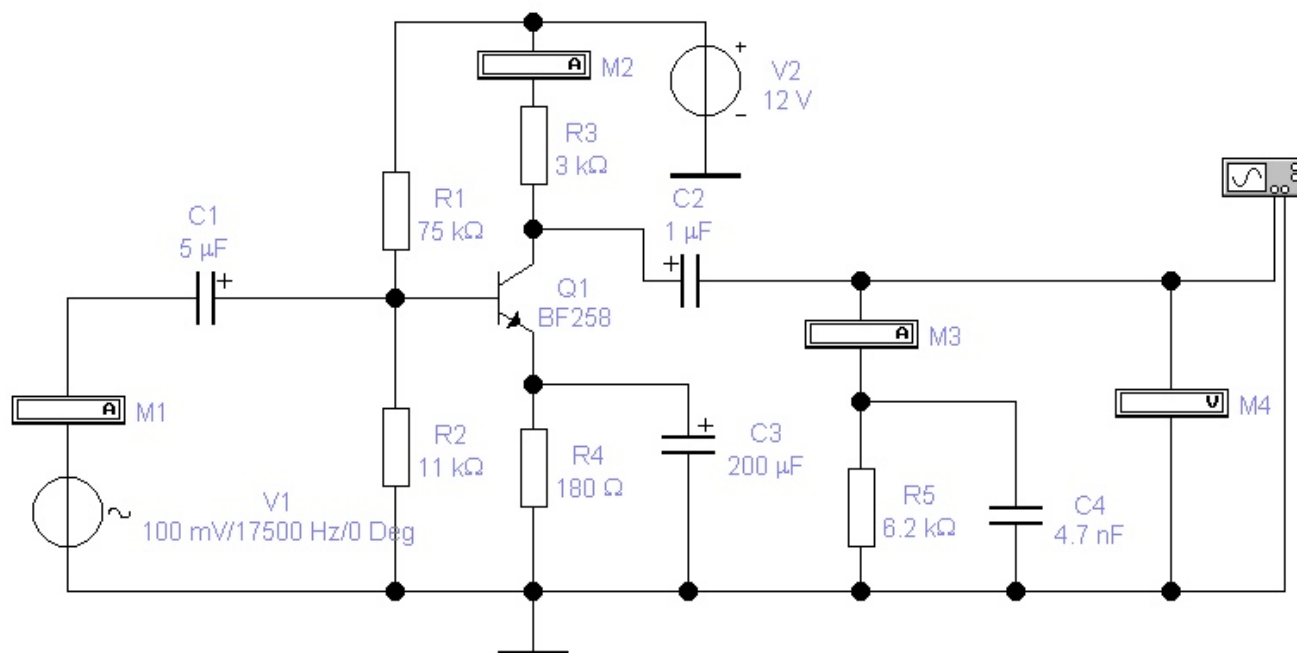 A
M2
+
V2
12 V
−
R3
3 kΩ
R1
75 kΩ
C2
1 µF
+
C1
5 µF
+
Q1
BF258
A
M3
A
M1
V
M4
R2
11 kΩ
R4
180 Ω
+
C3
200 µF
V1
100 mV/17500 Hz/0 Deg
R5
6.2 kΩ
C4
4.7 nF